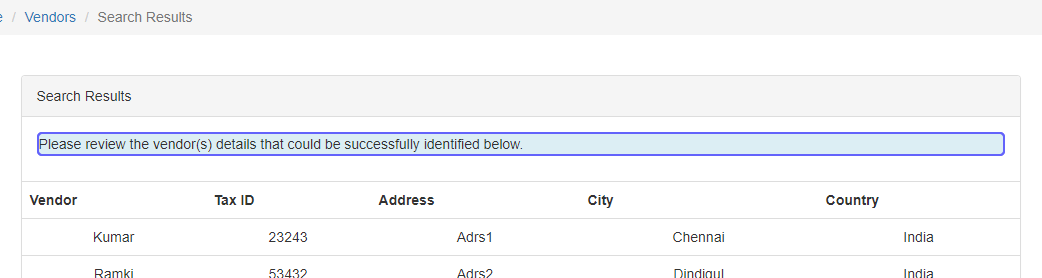 / Vendors / Search Results
Search Results
Please review the vendor(s) details that could be successfully identified below.
Vendor Tax ID Address City Country
Kumar 23243 Adrs1 Chennai India
Ramki 53432 Adrs2 Dindigul India